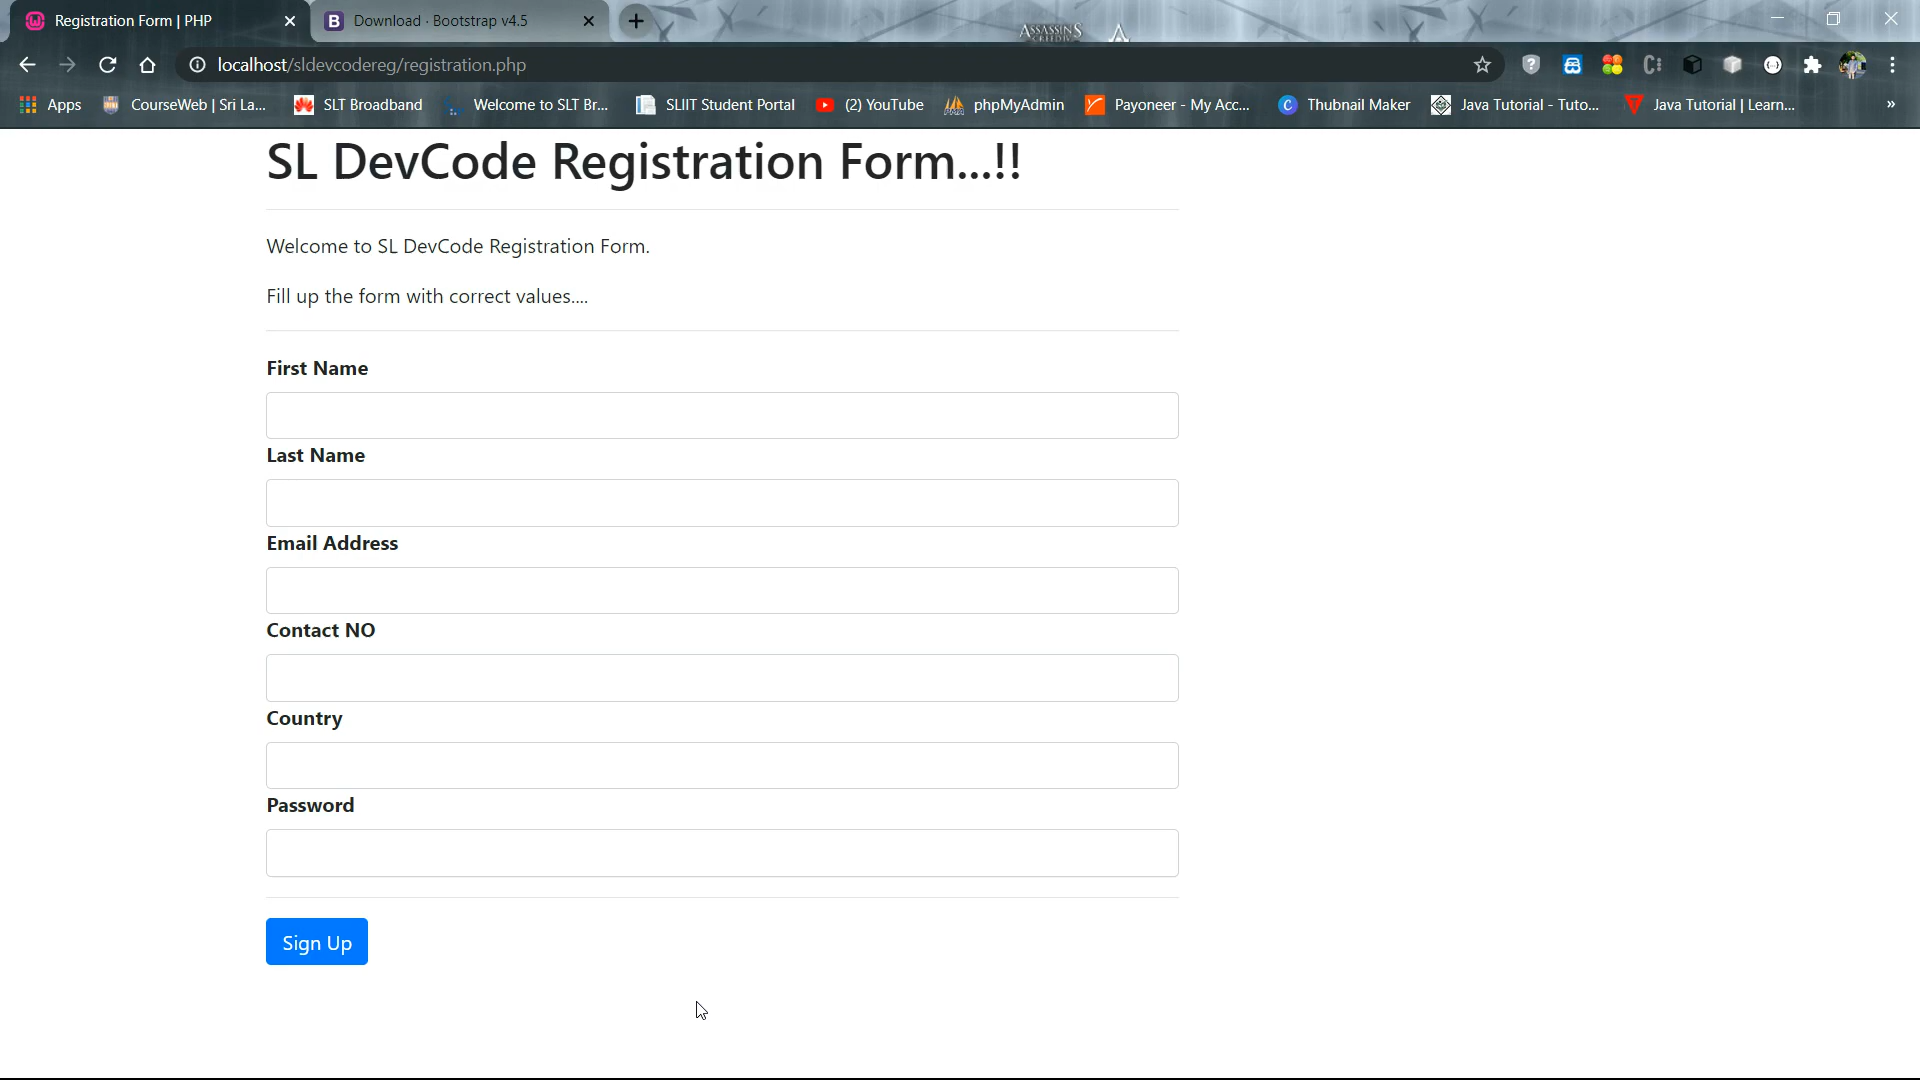 Registration Form | PHP
Download · Bootstrap v4.5
ASSASSIN'S
CREED IV
localhost/sldevcodereg/registration.php
Apps
CourseWeb | Sri La...
SLT Broadband
Welcome to SLT Br...
SLIIT Student Portal
(2) YouTube
phpMyAdmin
Payoneer - My Acc...
Thubnail Maker
Java Tutorial - Tuto...
Java Tutorial | Learn...
»
SL DevCode Registration Form...!!
Welcome to SL DevCode Registration Form.
Fill up the form with correct values....
First Name
Last Name
Email Address
Contact NO
Country
Password
Sign Up